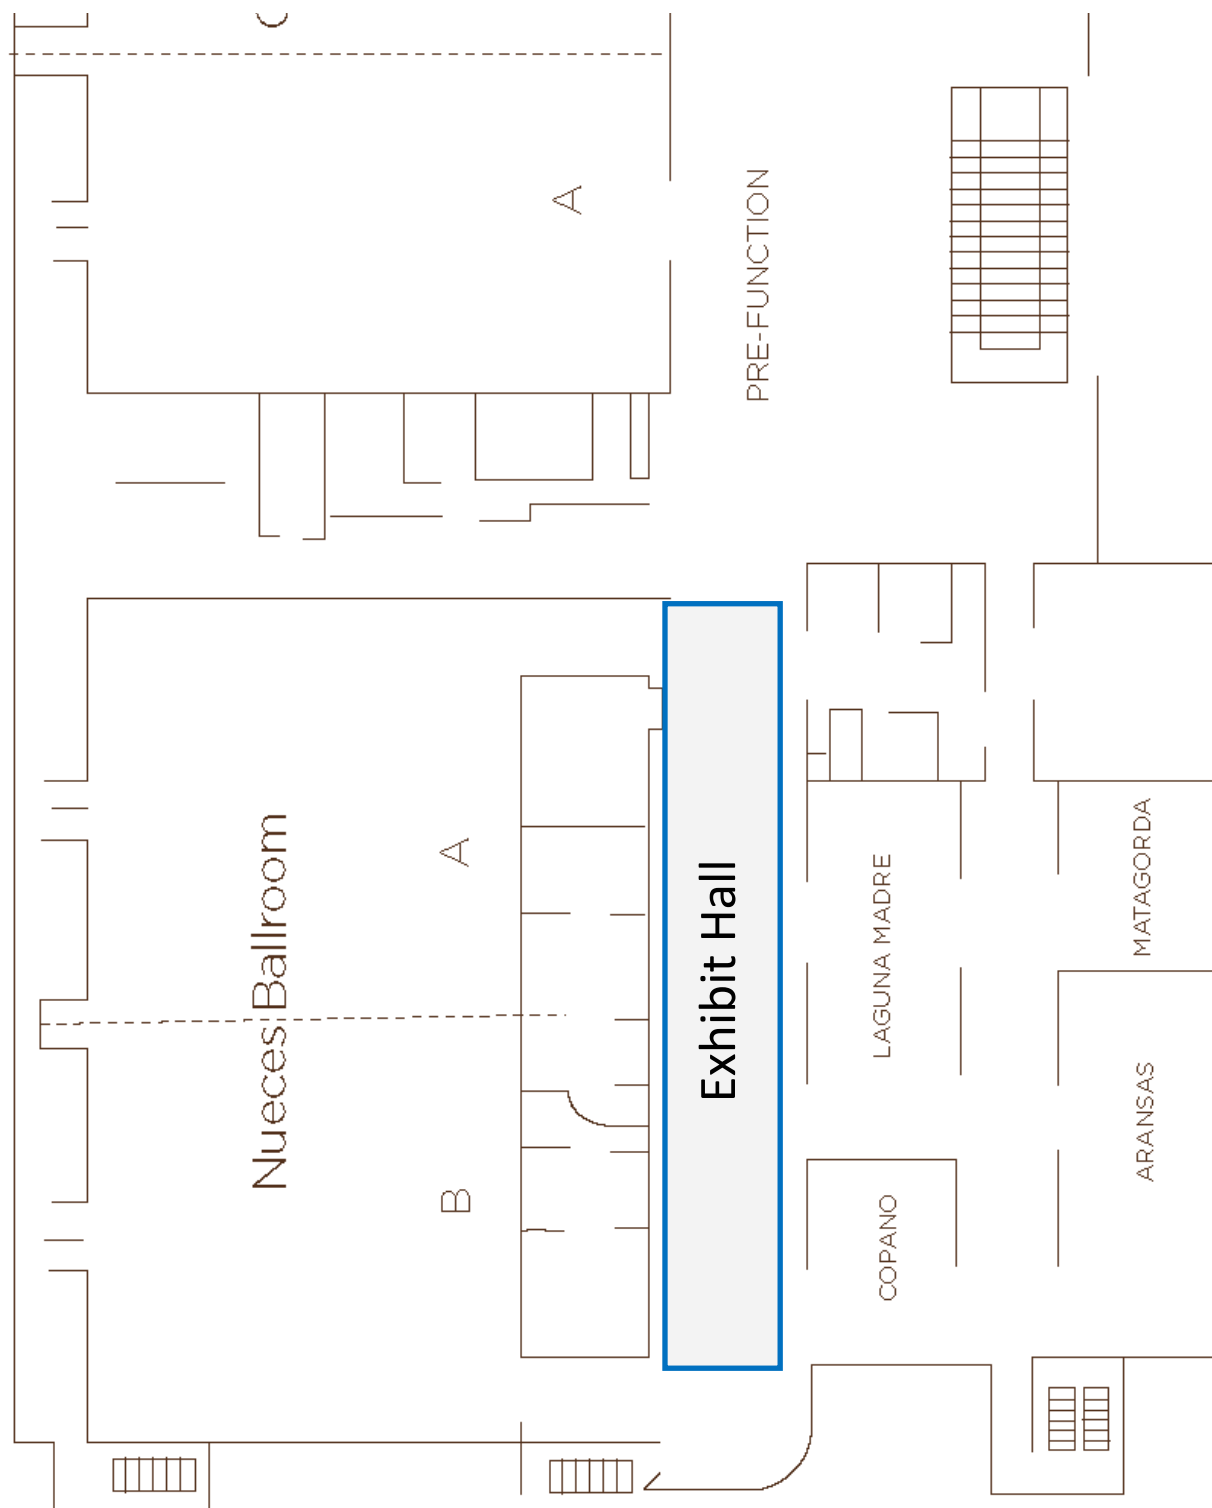 C
A
PRE-FUNCTION
Nueces Ballroom
A
B
Exhibit Hall
LAGUNA MADRE
MATAGORDA
COPANO
ARANSAS